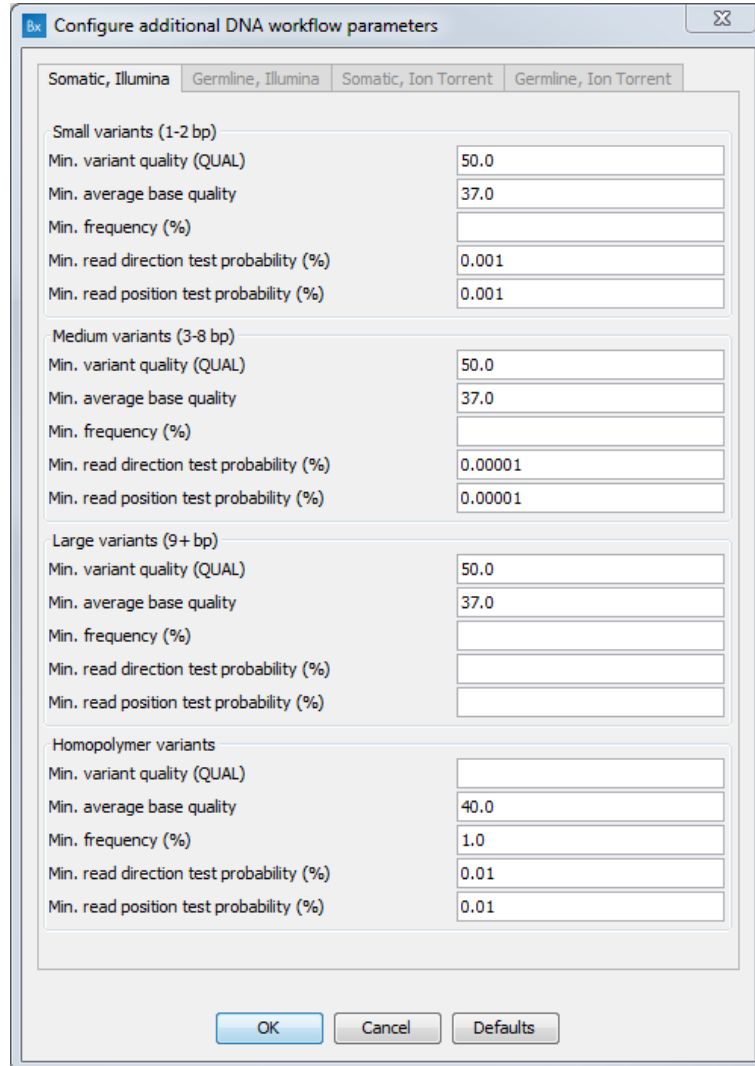 Bx Configure additional DNA workflow parameters
Somatic, Illumina Germline, Illumina Somatic, Ion Torrent Germline, Ion Torrent
Small variants (1-2 bp)
Min. variant quality (QUAL) 50.0
Min. average base quality 37.0
Min. frequency (%)
Min. read direction test probability (%) 0.001
Min. read position test probability (%) 0.001
Medium variants (3-8 bp)
Min. variant quality (QUAL) 50.0
Min. average base quality 37.0
Min. frequency (%)
Min. read direction test probability (%) 0.00001
Min. read position test probability (%) 0.00001
Large variants (9+ bp)
Min. variant quality (QUAL) 50.0
Min. average base quality 37.0
Min. frequency (%)
Min. read direction test probability (%)
Min. read position test probability (%)
Homopolymer variants
Min. variant quality (QUAL)
Min. average base quality 40.0
Min. frequency (%) 1.0
Min. read direction test probability (%) 0.01
Min. read position test probability (%) 0.01
OK Cancel Defaults